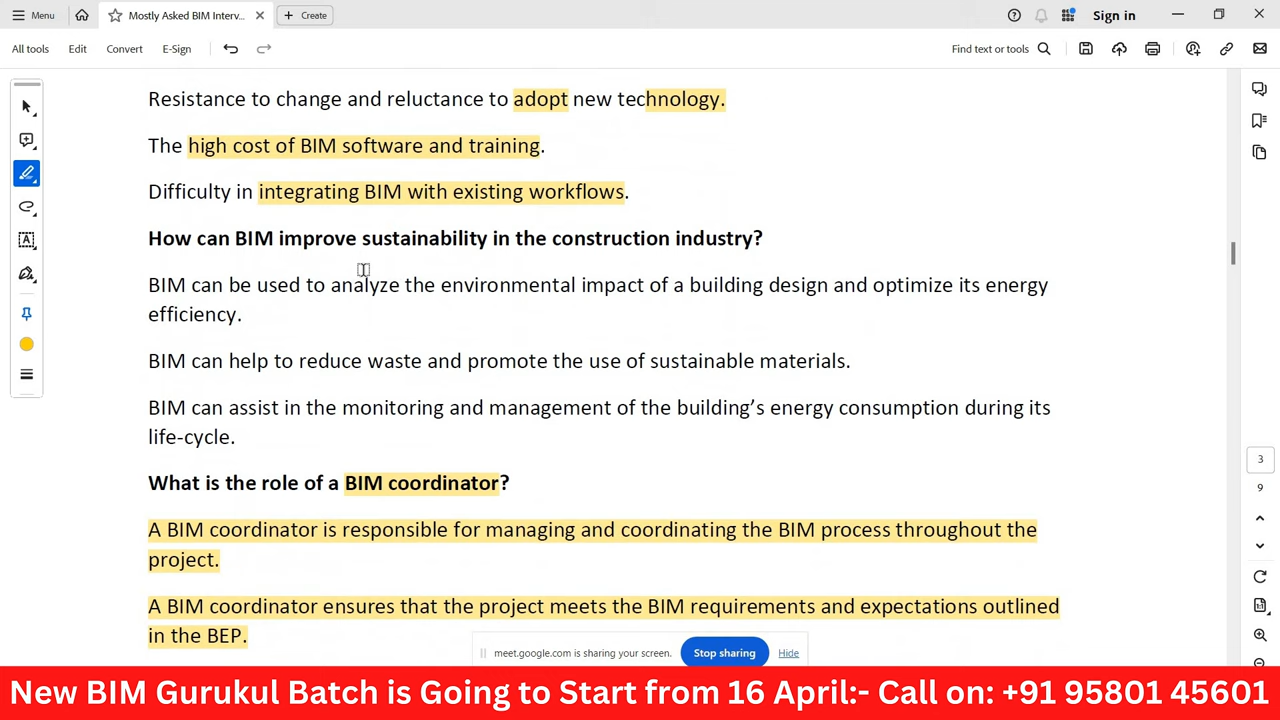 Menu
Mostly Asked BIM Interv...
Create
Sign in
All tools
Edit
Convert
E-Sign
Find text or tools
Resistance to change and reluctance to adopt new technology.
The high cost of BIM software and training.
Difficulty in integrating BIM with existing workflows.
How can BIM improve sustainability in the construction industry?
BIM can be used to analyze the environmental impact of a building design and optimize its energy
efficiency.
BIM can help to reduce waste and promote the use of sustainable materials.
BIM can assist in the monitoring and management of the building’s energy consumption during its
life-cycle.
What is the role of a BIM coordinator?
A BIM coordinator is responsible for managing and coordinating the BIM process throughout the
project.
A BIM coordinator ensures that the project meets the BIM requirements and expectations outlined
in the BEP.
3
9
meet.google.com is sharing your screen.
Stop sharing
Hide
New BIM Gurukul Batch is Going to Start from 16 April:- Call on: +91 95801 45601